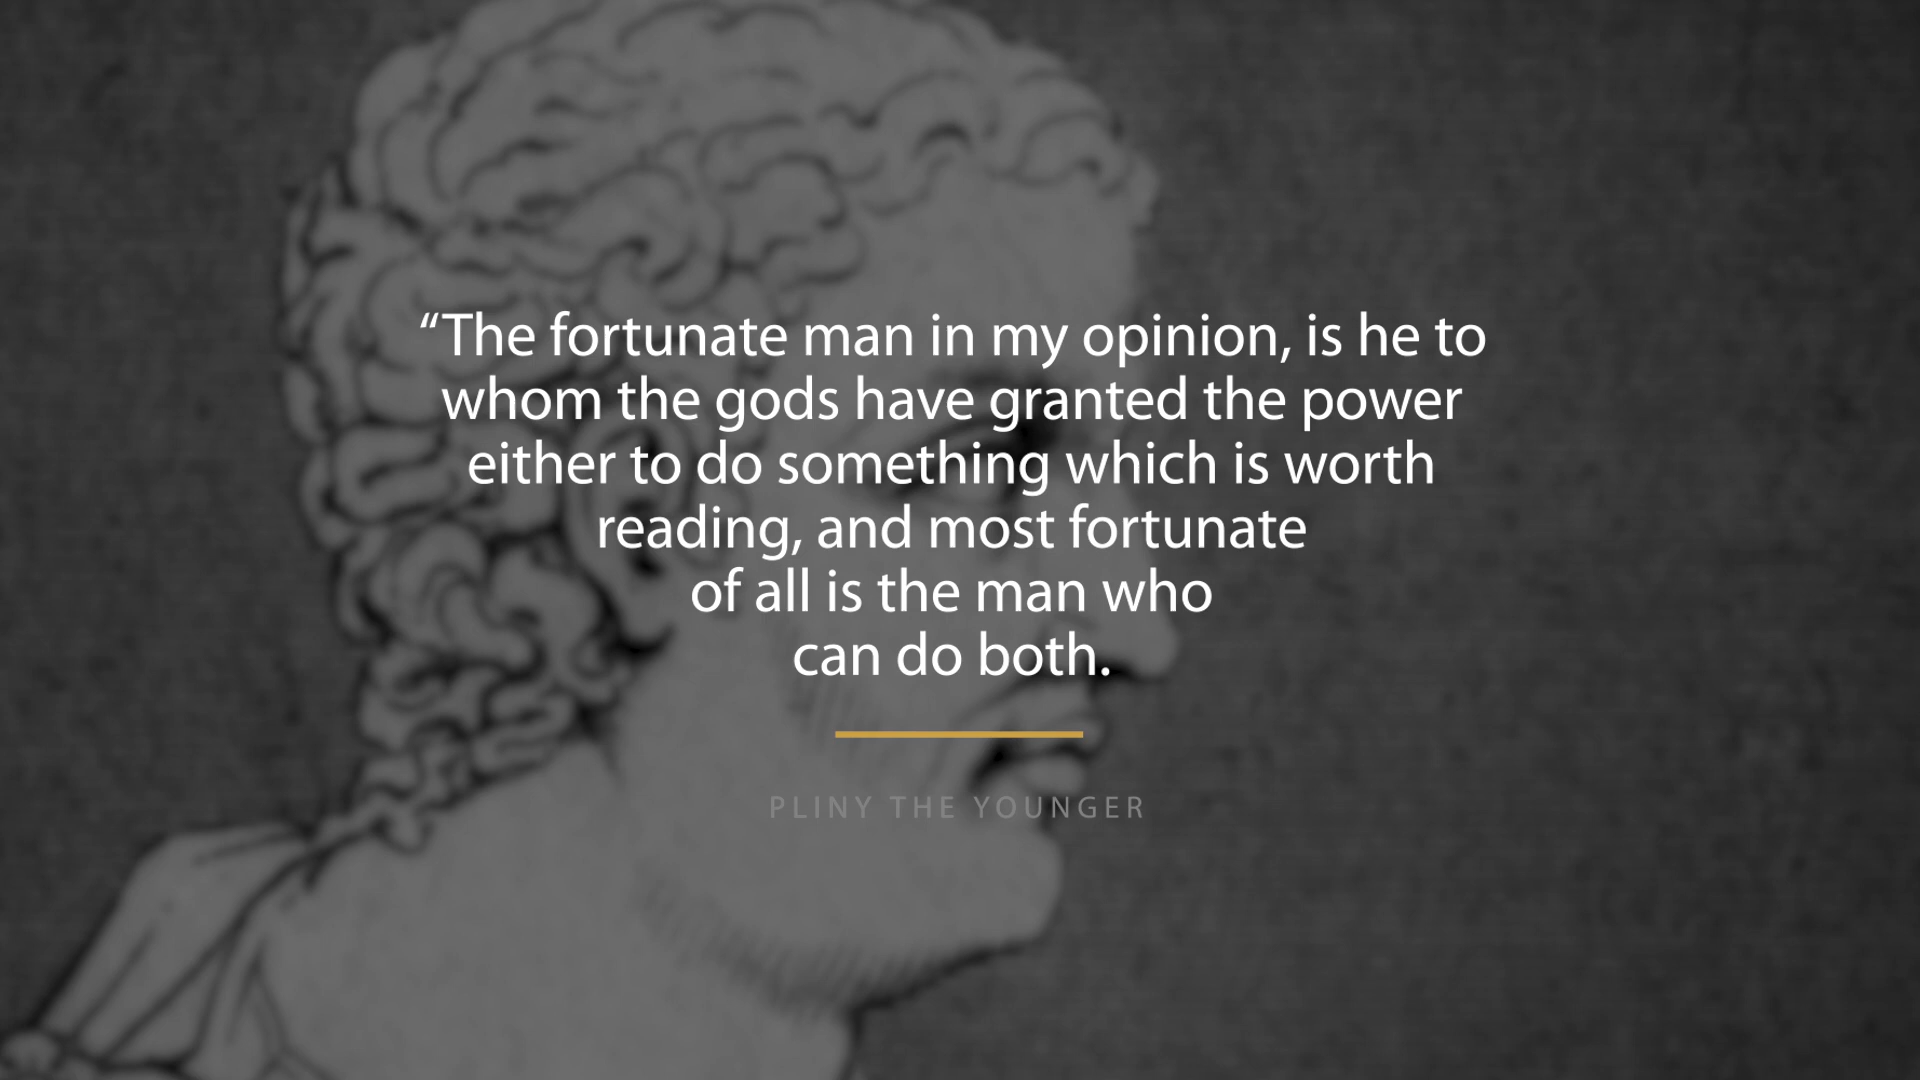 “The fortunate man in my opinion, is he to
whom the gods have granted the power
either to do something which is worth
reading, and most fortunate
of all is the man who
can do both.
PLINY THE YOUNGER